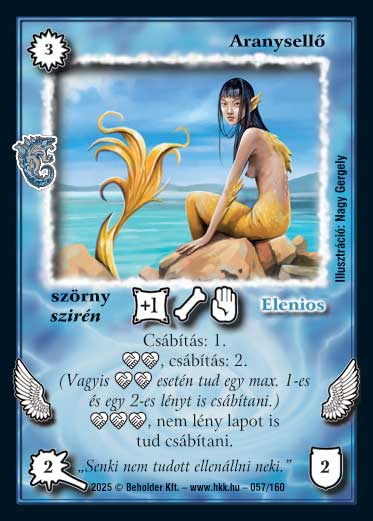 3
Aranysellő
Illusztráció: Nagy Gergely
szörny
szirén
+1
Elenios
Csábítás: 1.
, csábítás: 2.
(Vagyis esetén tud egy max. 1-es
és egy 2-es lényt is csábítani.)
, nem lény lapot is
tud csábítani.
2
„Senki nem tudott ellenállni neki.”
2
2025 © Beholder Kft. – www.hkk.hu – 057/160